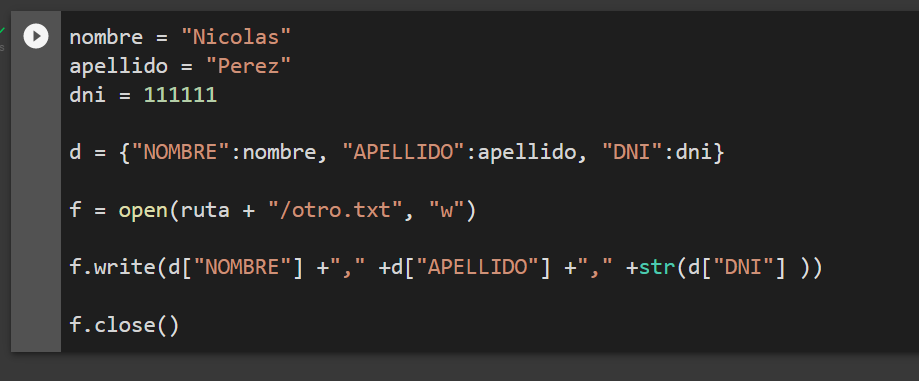 nombre = "Nicolas"
apellido = "Perez"
dni = 111111
d = {"NOMBRE":nombre, "APELLIDO":apellido, "DNI":dni}
f = open(ruta + "/otro.txt", "w")
f.write(d["NOMBRE"] +"," +d["APELLIDO"] +"," +str(d["DNI"] ))
f.close()